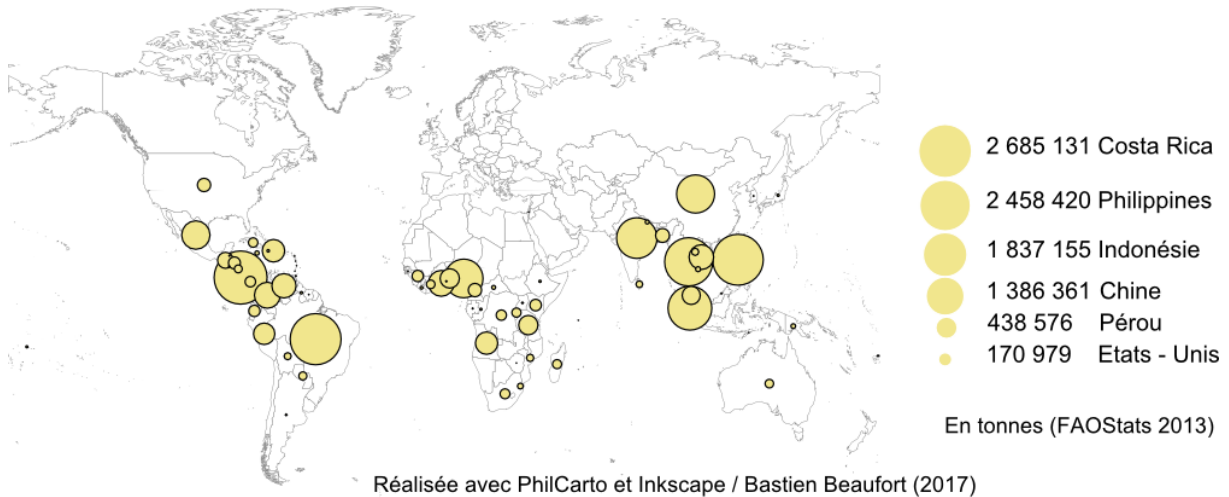 2 685 131 Costa Rica
2 458 420 Philippines
1 837 155 Indonésie
1 386 361 Chine
438 576 Pérou
170 979 Etats - Unis
En tonnes (FAOStats 2013)
Réalisée avec PhilCarto et Inkscape / Bastien Beaufort (2017)